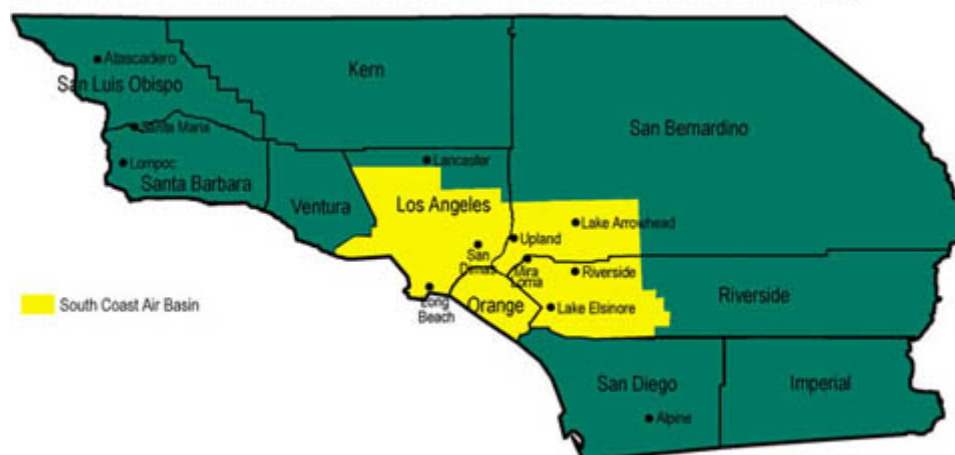 Atascadero
San Luis Obispo
Kern
San Bernardino
Santa Maria
Lompoc
Santa Barbara
Ventura
Lancaster
Los Angeles
Lake Arrowhead
Upland
San
Dimas
Mira
Loma
Riverside
Long
Beach
Orange
Lake Elsinore
Riverside
South Coast Air Basin
San Diego
Imperial
Alpine